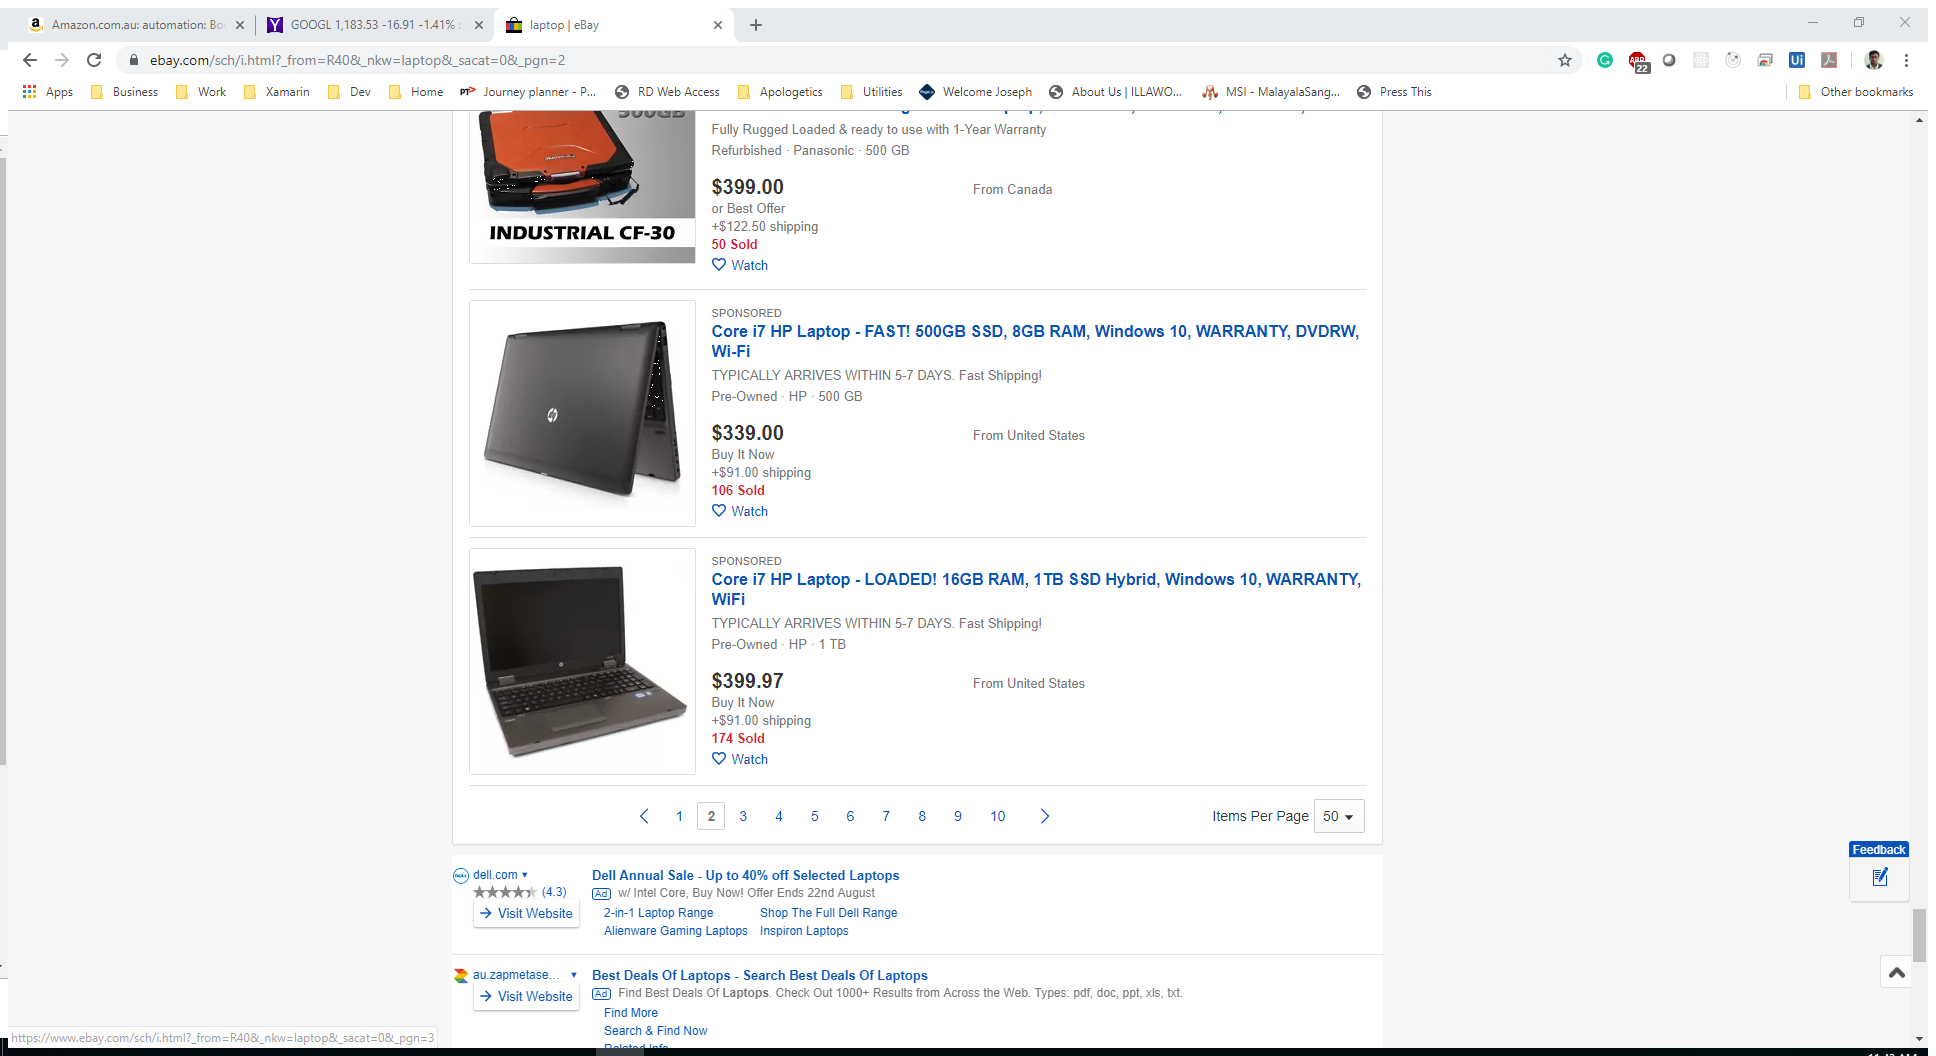 Amazon.com.au: automation: Bo
GOOGL 1,183.53 -16.91 -1.41%
laptop | eBay
ebay.com/sch/i.html?_from=R40&_nkw=laptop&_sacat=0&_pgn=2
22
Ui
Apps
Business
Work
Xamarin
Dev
Home
Journey planner - P...
RD Web Access
Apologetics
Utilities
Welcome Joseph
About Us | ILLAWO...
MSI - MalayalaSang...
Press This
Other bookmarks
500GB
INDUSTRIAL CF-30
Fully Rugged Loaded & ready to use with 1-Year Warranty
Refurbished · Panasonic · 500 GB
$399.00
From Canada
or Best Offer
+$122.50 shipping
50 Sold
Watch
SPONSORED
Core i7 HP Laptop - FAST! 500GB SSD, 8GB RAM, Windows 10, WARRANTY, DVDRW,
Wi-Fi
TYPICALLY ARRIVES WITHIN 5-7 DAYS. Fast Shipping!
Pre-Owned · HP · 500 GB
$339.00
From United States
Buy It Now
+$91.00 shipping
106 Sold
Watch
SPONSORED
Core i7 HP Laptop - LOADED! 16GB RAM, 1TB SSD Hybrid, Windows 10, WARRANTY,
WiFi
TYPICALLY ARRIVES WITHIN 5-7 DAYS. Fast Shipping!
Pre-Owned · HP · 1 TB
$399.97
From United States
Buy It Now
+$91.00 shipping
174 Sold
Watch
1 2 3 4 5 6 7 8 9 10
Items Per Page 50
Feedback
dell.com
(4.3)
Visit Website
Dell Annual Sale - Up to 40% off Selected Laptops
Ad w/ Intel Core, Buy Now! Offer Ends 22nd August
2-in-1 Laptop Range
Shop The Full Dell Range
Alienware Gaming Laptops
Inspiron Laptops
au.zapmetase...
Visit Website
Best Deals Of Laptops - Search Best Deals Of Laptops
Ad Find Best Deals Of Laptops. Check Out 1000+ Results from Across the Web. Types: pdf, doc, ppt, xls, txt.
Find More
Search & Find Now
Related Info
https://www.ebay.com/sch/i.html?_from=R40&_nkw=laptop&_sacat=0&_pgn=3